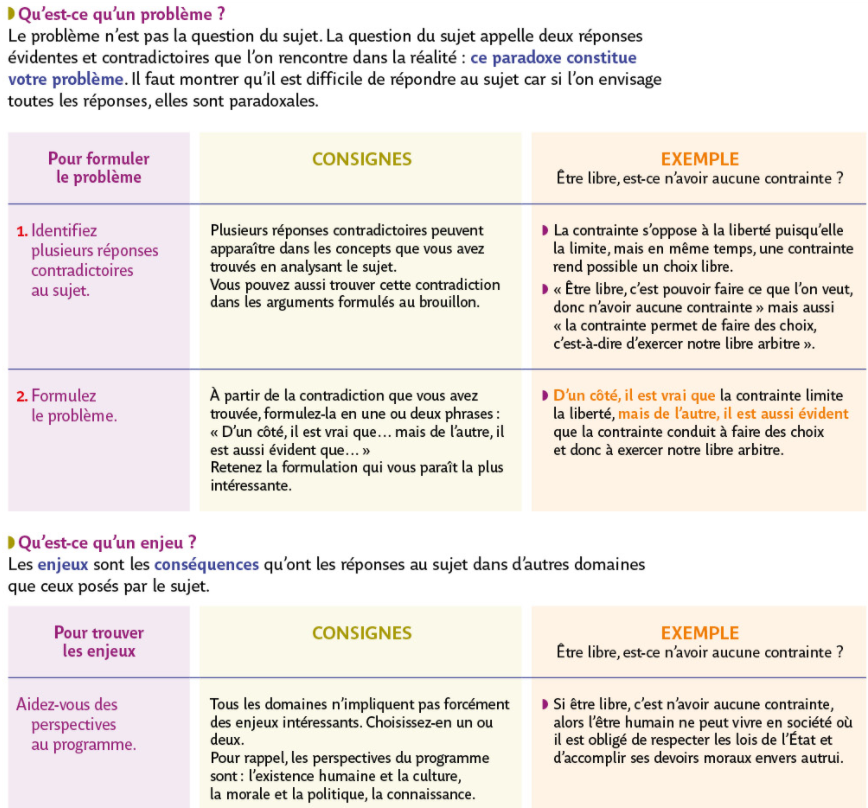 Qu'est-ce qu'un problème ?
Le problème n'est pas la question du sujet. La question du sujet appelle deux réponses
évidentes et contradictoires que l'on rencontre dans la réalité : ce paradoxe constitue
votre problème. Il faut montrer qu'il est difficile de répondre au sujet car si l'on envisage
toutes les réponses, elles sont paradoxales.
Pour formuler
le problème
CONSIGNES
EXEMPLE
Être libre, est-ce n'avoir aucune contrainte ?
1. Identifiez
plusieurs réponses
contradictoires
au sujet.
Plusieurs réponses contradictoires peuvent
apparaître dans les concepts que vous avez
trouvés en analysant le sujet.
Vous pouvez aussi trouver cette contradiction
dans les arguments formulés au brouillon.
La contrainte s'oppose à la liberté puisqu'elle
la limite, mais en même temps, une contrainte
rend possible un choix libre.
« Être libre, c'est pouvoir faire ce que l'on veut,
donc n'avoir aucune contrainte » mais aussi
« la contrainte permet de faire des choix,
c'est-à-dire d'exercer notre libre arbitre ».
2. Formulez
le problème.
À partir de la contradiction que vous avez
trouvée, formulez-la en une ou deux phrases :
« D'un côté, il est vrai que... mais de l'autre, il
est aussi évident que... »
Retenez la formulation qui vous paraît la plus
intéressante.
D'un côté, il est vrai que la contrainte limite
la liberté, mais de l'autre, il est aussi évident
que la contrainte conduit à faire des choix
et donc à exercer notre libre arbitre.
Qu'est-ce qu'un enjeu ?
Les enjeux sont les conséquences qu'ont les réponses au sujet dans d'autres domaines
que ceux posés par le sujet.
Pour trouver
les enjeux
CONSIGNES
EXEMPLE
Être libre, est-ce n'avoir aucune contrainte ?
Aidez-vous des
perspectives
au programme.
Tous les domaines n'impliquent pas forcément
des enjeux intéressants. Choisissez-en un ou
deux.
Pour rappel, les perspectives du programme
sont : l'existence humaine et la culture,
la morale et la politique, la connaissance.
Si être libre, c'est n'avoir aucune contrainte,
alors l'être humain ne peut vivre en société où
il est obligé de respecter les lois de l'État et
d'accomplir ses devoirs moraux envers autrui.